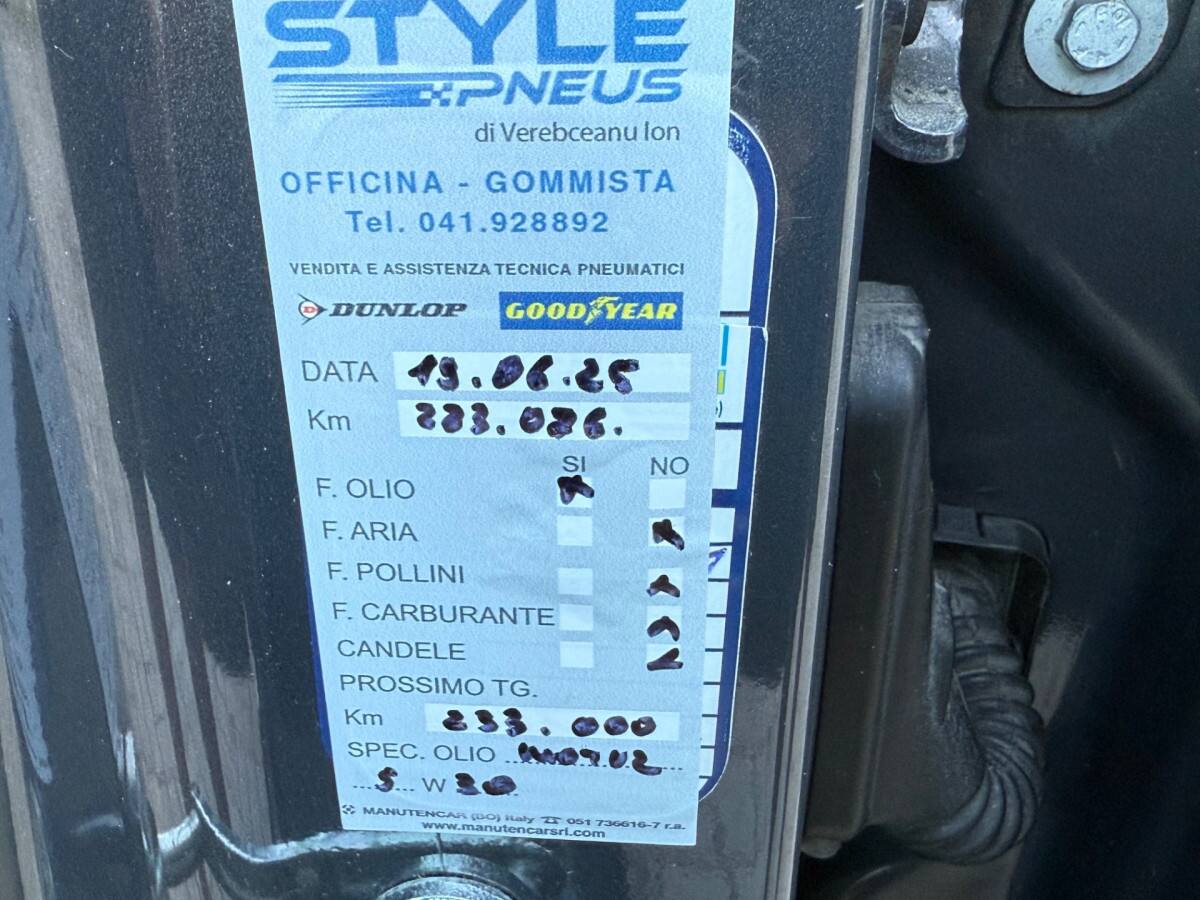 STYLE
PNEUS
di Verebceanu Ion
OFFICINA - GOMMISTA
Tel. 041.928892
VENDITA E ASSISTENZA TECNICA PNEUMATICI
DUNLOP GOODYEAR
DATA 19.06.25
Km
SI NO
F. OLIO
F. ARIA
F. POLLINI
F. CARBURANTE
CANDELE
PROSSIMO TG.
Km 233.000
SPEC. OLIO
5 W 30
MANUTENCAR (BO) Italy ☎ 051 736616-7 r.a.
www.manutencarsrl.com